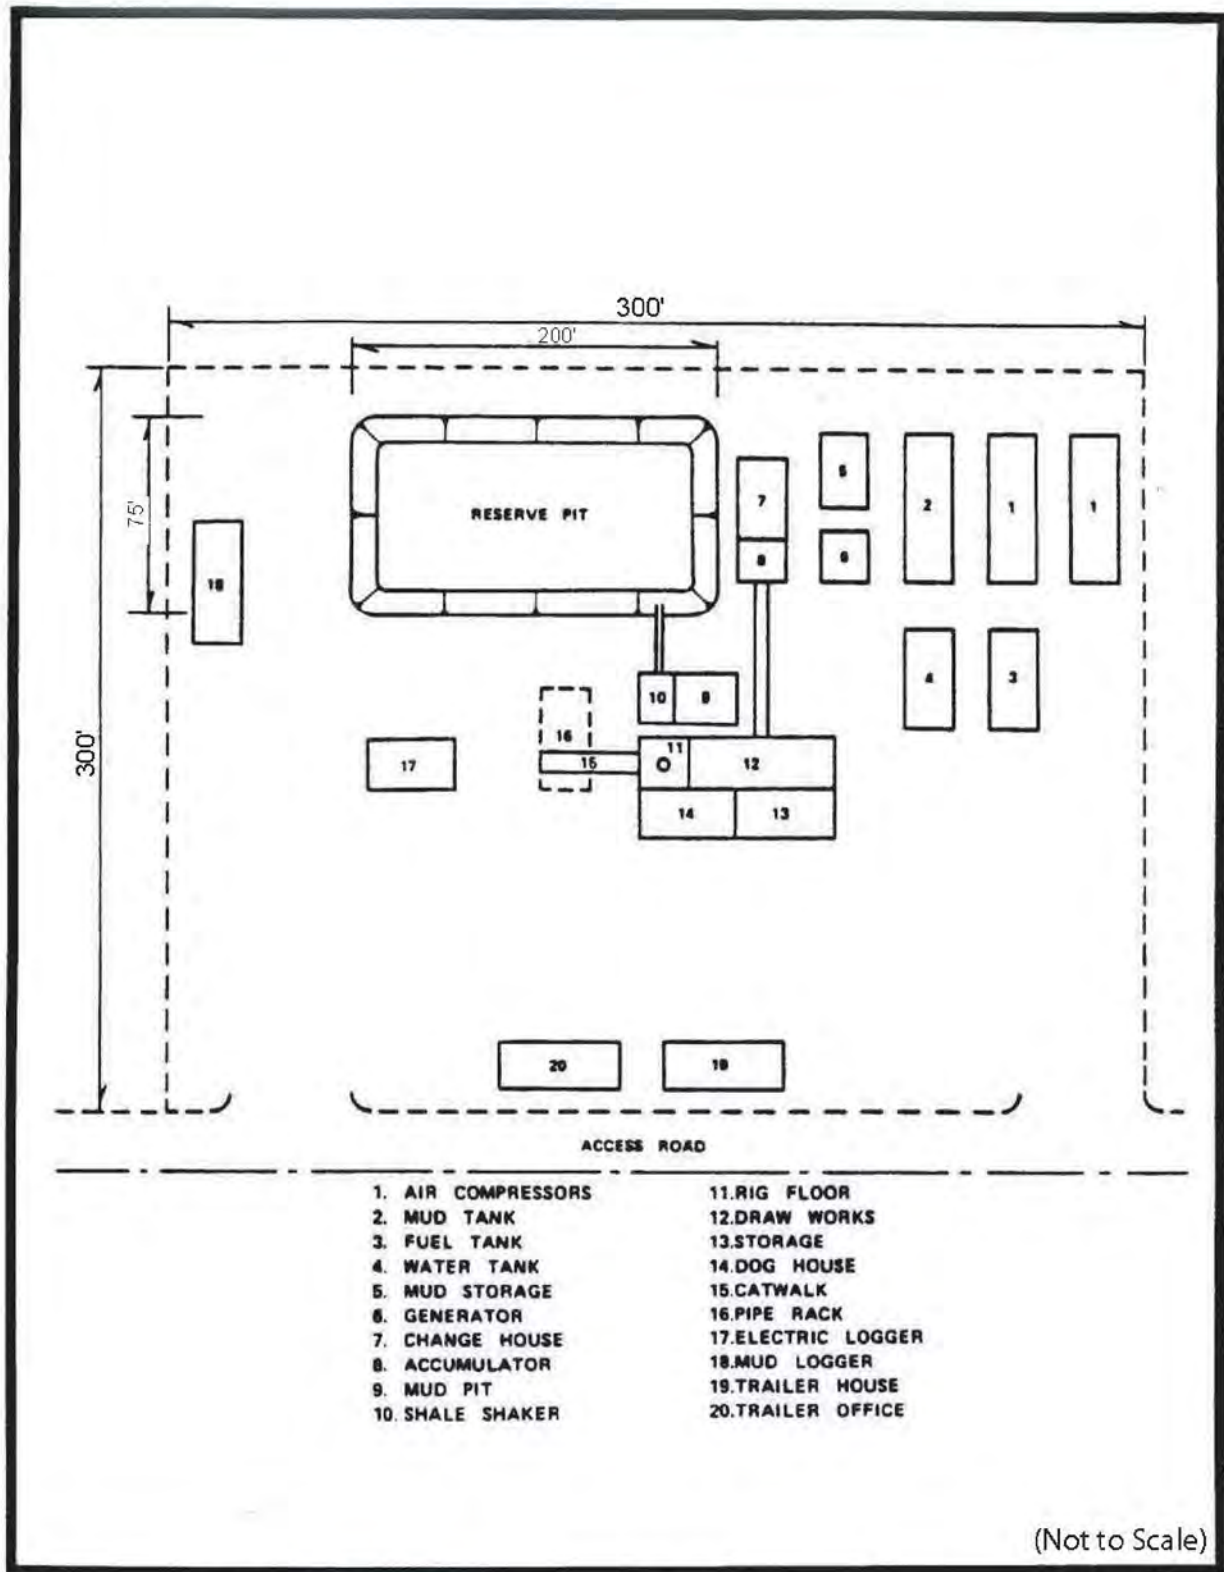 300'
200'
75'
RESERVE PIT
7
8
5
6
2
1
1
18
4
3
10
9
16
15
11
12
17
14
13
300'
20
19
ACCESS ROAD
1. AIR COMPRESSORS
2. MUD TANK
3. FUEL TANK
4. WATER TANK
5. MUD STORAGE
6. GENERATOR
7. CHANGE HOUSE
8. ACCUMULATOR
9. MUD PIT
10. SHALE SHAKER
11.RIG FLOOR
12.DRAW WORKS
13.STORAGE
14.DOG HOUSE
15.CATWALK
16.PIPE RACK
17.ELECTRIC LOGGER
18.MUD LOGGER
19.TRAILER HOUSE
20.TRAILER OFFICE
(Not to Scale)